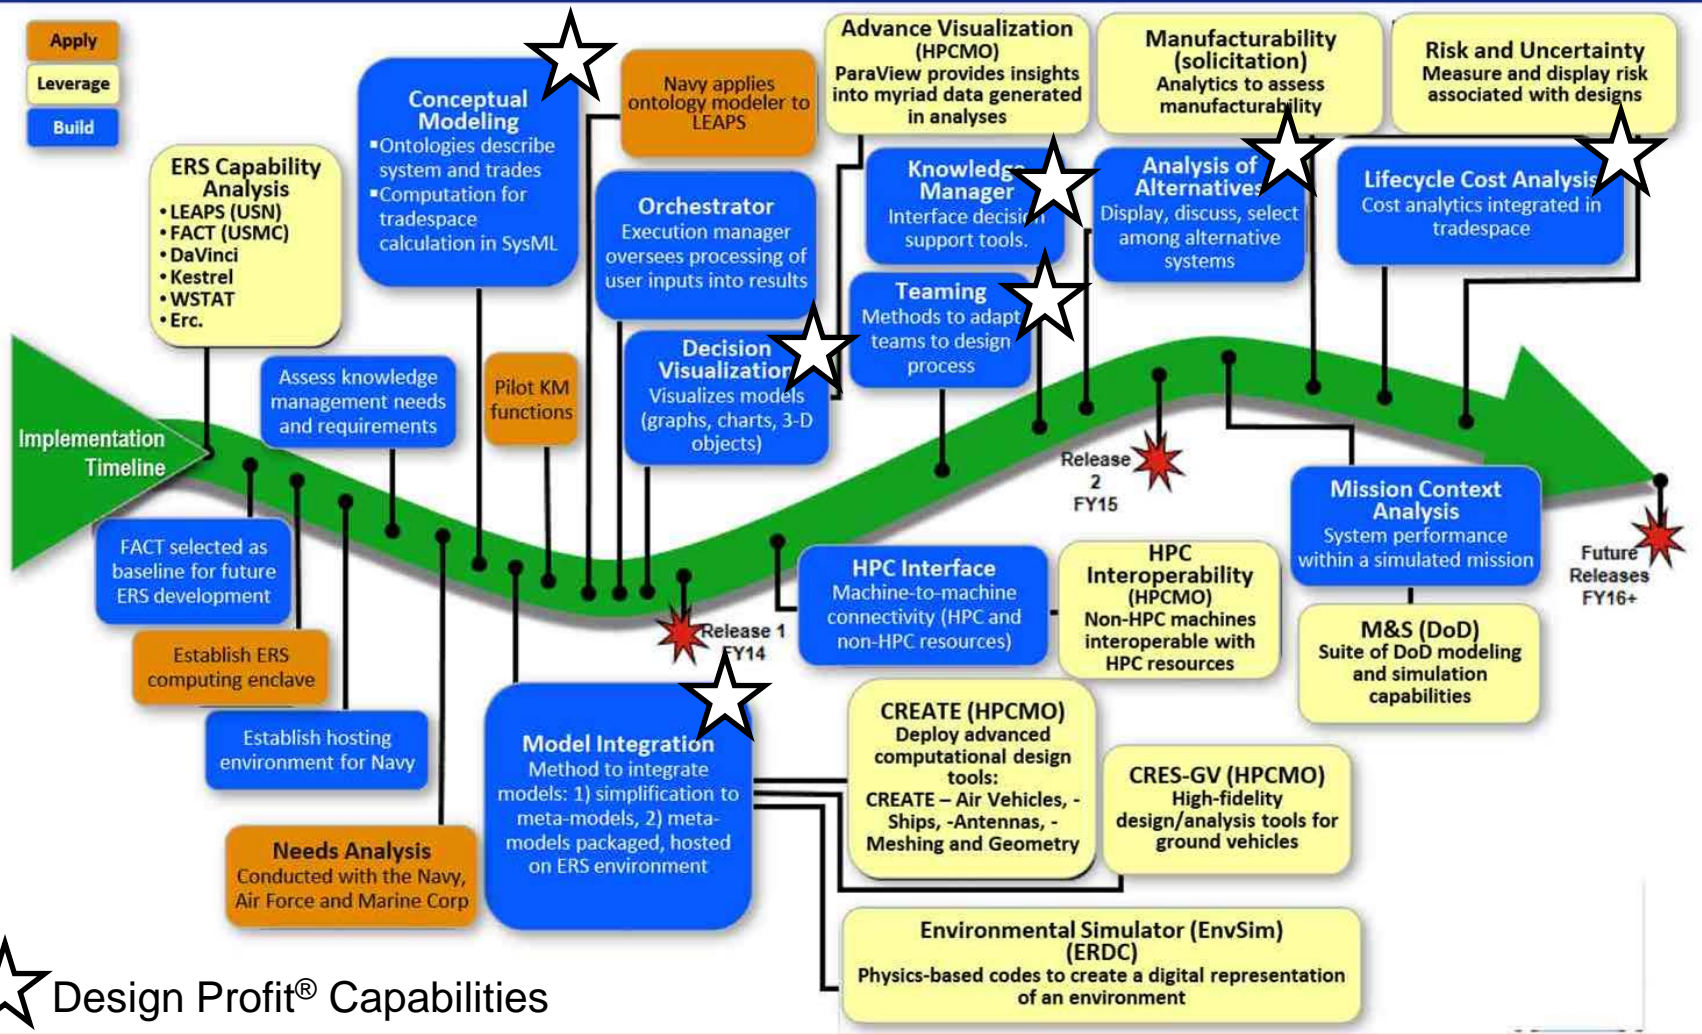 Apply
Leverage
Build
ERS Capability
Analysis
• LEAPS (USN)
• FACT (USMC)
• DaVinci
• Kestrel
• WSTAT
• Erc.
Conceptual
Modeling
▪Ontologies describe
system and trades
▪Computation for
tradespace
calculation in SysML
Navy applies
ontology modeler to
LEAPS
Advance Visualization
(HPCMO)
ParaView provides insights
into myriad data generated
in analyses
Manufacturability
(solicitation)
Analytics to assess
manufacturability
Risk and Uncertainty
Measure and display risk
associated with designs
Orchestrator
Execution manager
oversees processing of
user inputs into results
Knowledge
Manager
Interface decision
support tools.
Analysis of
Alternatives
Display, discuss, select
among alternative
systems
Lifecycle Cost Analysis
Cost analytics integrated in
tradespace
Teaming
Methods to adapt
teams to design
process
Decision
Visualization
Visualizes models
(graphs, charts, 3-D
objects)
Assess knowledge
management needs
and requirements
Pilot KM
functions
Implementation
Timeline
FACT selected as
baseline for future
ERS development
Establish ERS
computing enclave
Establish hosting
environment for Navy
Needs Analysis
Conducted with the Navy,
Air Force and Marine Corp
Release 1
FY14
Release
2
FY15
Future
Releases
FY16+
Model Integration
Method to integrate
models: 1) simplification to
meta-models, 2) meta-
models packaged, hosted
on ERS environment
HPC Interface
Machine-to-machine
connectivity (HPC and
non-HPC resources)
HPC
Interoperability
(HPCMO)
Non-HPC machines
interoperable with
HPC resources
Mission Context
Analysis
System performance
within a simulated mission
M&S (DoD)
Suite of DoD modeling
and simulation
capabilities
CREATE (HPCMO)
Deploy advanced
computational design
tools:
CREATE – Air Vehicles, -
Ships, -Antennas, -
Meshing and Geometry
CRES-GV (HPCMO)
High-fidelity
design/analysis tools for
ground vehicles
Environmental Simulator (EnvSim)
(ERDC)
Physics-based codes to create a digital representation
of an environment
Design Profit® Capabilities